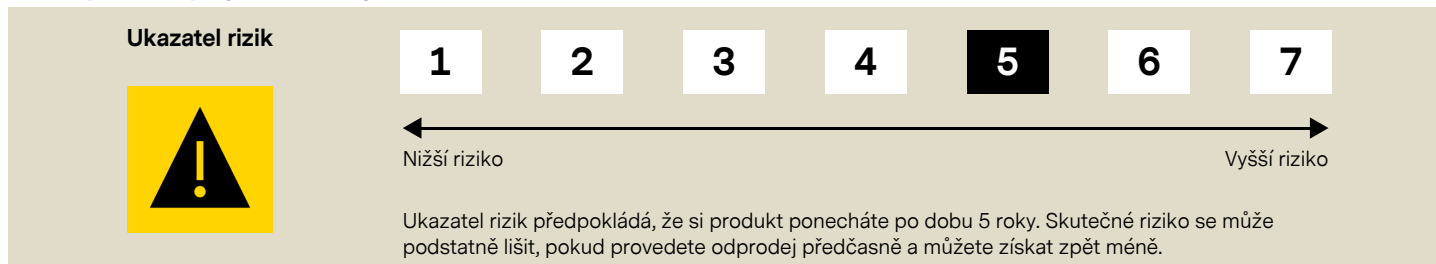 Ukazatel rizik
1 2 3 4 5 6 7
Nižší riziko Vyšší riziko
Ukazatel rizik předpokládá, že si produkt ponecháte po dobu 5 roky. Skutečné riziko se může
podstatně lišit, pokud provedete odprodej předčasně a můžete získat zpět méně.